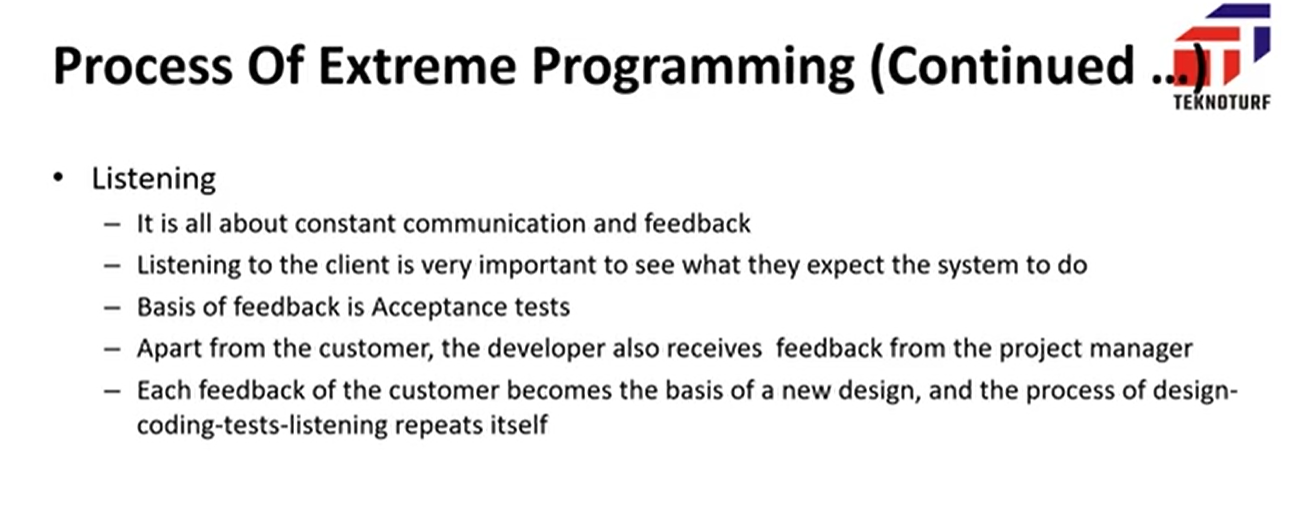 Process Of Extreme Programming (Continued ...)
TEKNOTURF
• Listening
– It is all about constant communication and feedback
– Listening to the client is very important to see what they expect the system to do
– Basis of feedback is Acceptance tests
– Apart from the customer, the developer also receives  feedback from the project manager
– Each feedback of the customer becomes the basis of a new design, and the process of design-
coding-tests-listening repeats itself